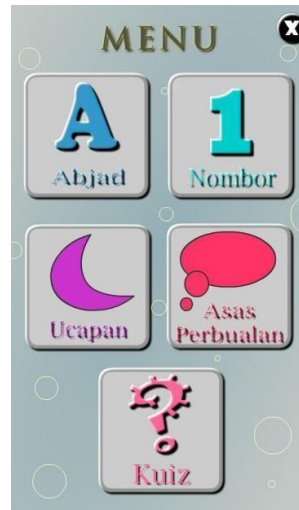 MENU
X
A
Abjad
1
Nombor
Ucapan
Asas
Perbualan
?
Kuiz